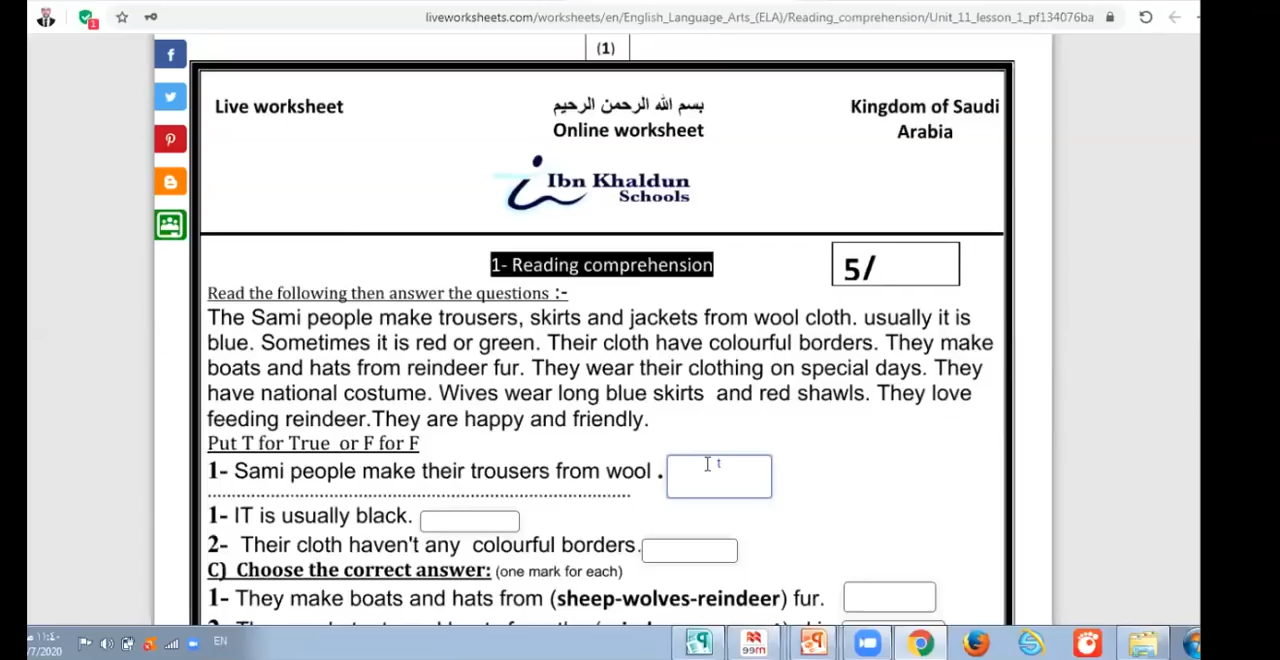 liveworksheets.com/worksheets/en/English_Language_Arts_(ELA)/Reading_comprehension/Unit_11_lesson_1_pf134076ba
1
(1)
Live worksheet
بسم الله الرحمن الرحيم
Online worksheet
Kingdom of Saudi
Arabia
Ibn Khaldun
Schools
1- Reading comprehension
5/
Read the following then answer the questions :-
The Sami people make trousers, skirts and jackets from wool cloth. usually it is
blue. Sometimes it is red or green. Their cloth have colourful borders. They make
boats and hats from reindeer fur. They wear their clothing on special days. They
have national costume. Wives wear long blue skirts and red shawls. They love
feeding reindeer.They are happy and friendly.
Put T for True or F for F
1- Sami people make their trousers from wool . t
1- IT is usually black.
2- Their cloth haven't any colourful borders.
C) Choose the correct answer: (one mark for each)
1- They make boats and hats from (sheep-wolves-reindeer) fur.
EN